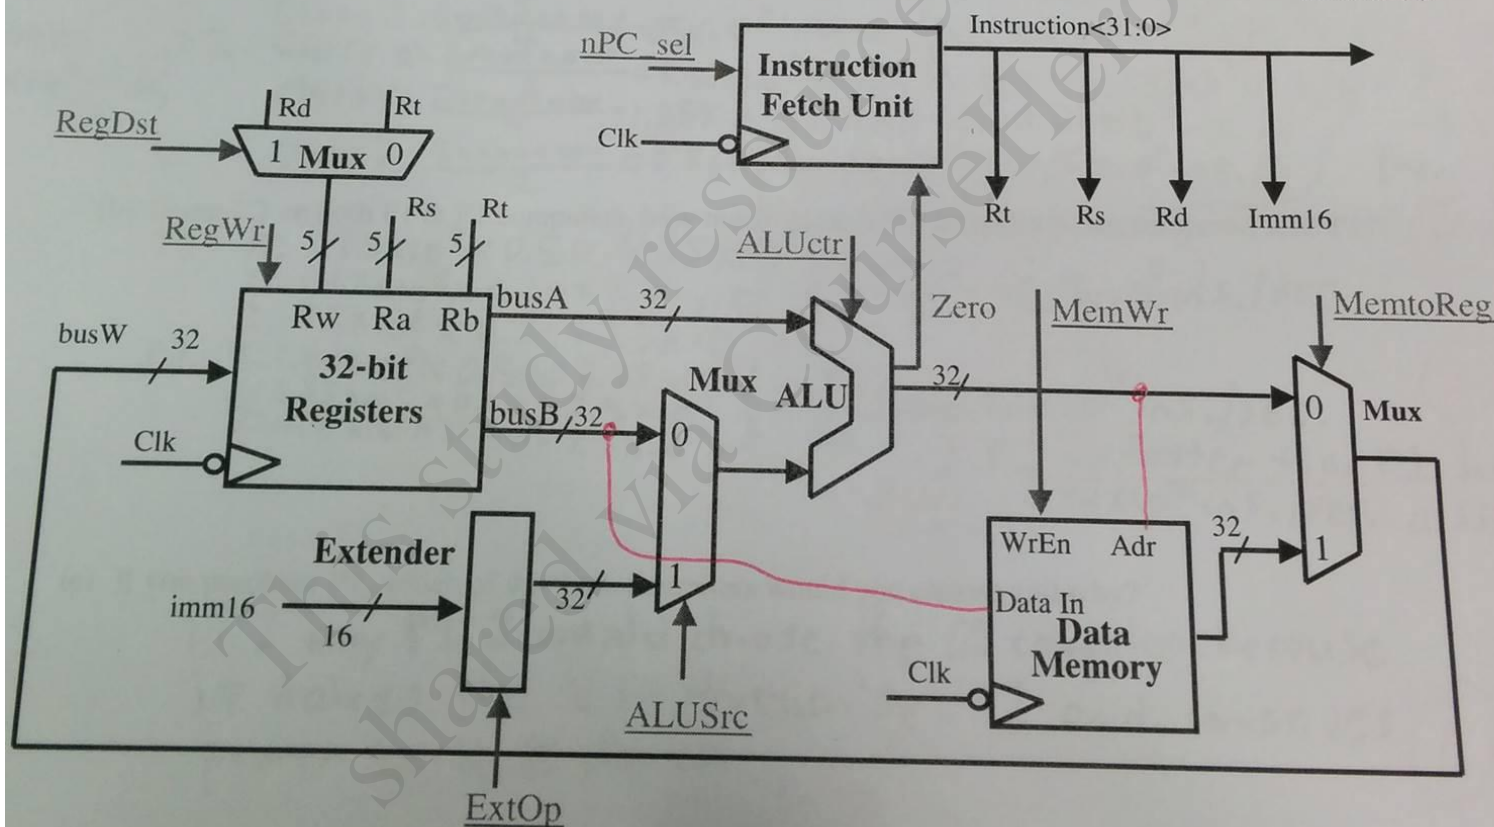 Instruction<31:0>
nPC_sel
Instruction
Fetch Unit
Clk
Rd
Rt
RegDst
1 Mux 0
Rt
Rs
Rd
Imm16
RegWr
5
5
Rs
5
Rt
ALUctr
busA
32
Zero
MemWr
MemtoReg
Rw Ra Rb
busW
32
32-bit
Registers
Mux
ALU
32
0
Mux
busB
32
0
Clk
Extender
WrEn
Adr
32
1
imm16
16
32
1
Data In
Data
Memory
Clk
ALUSrc
ExtOp
This study resource
shared via CourseHero